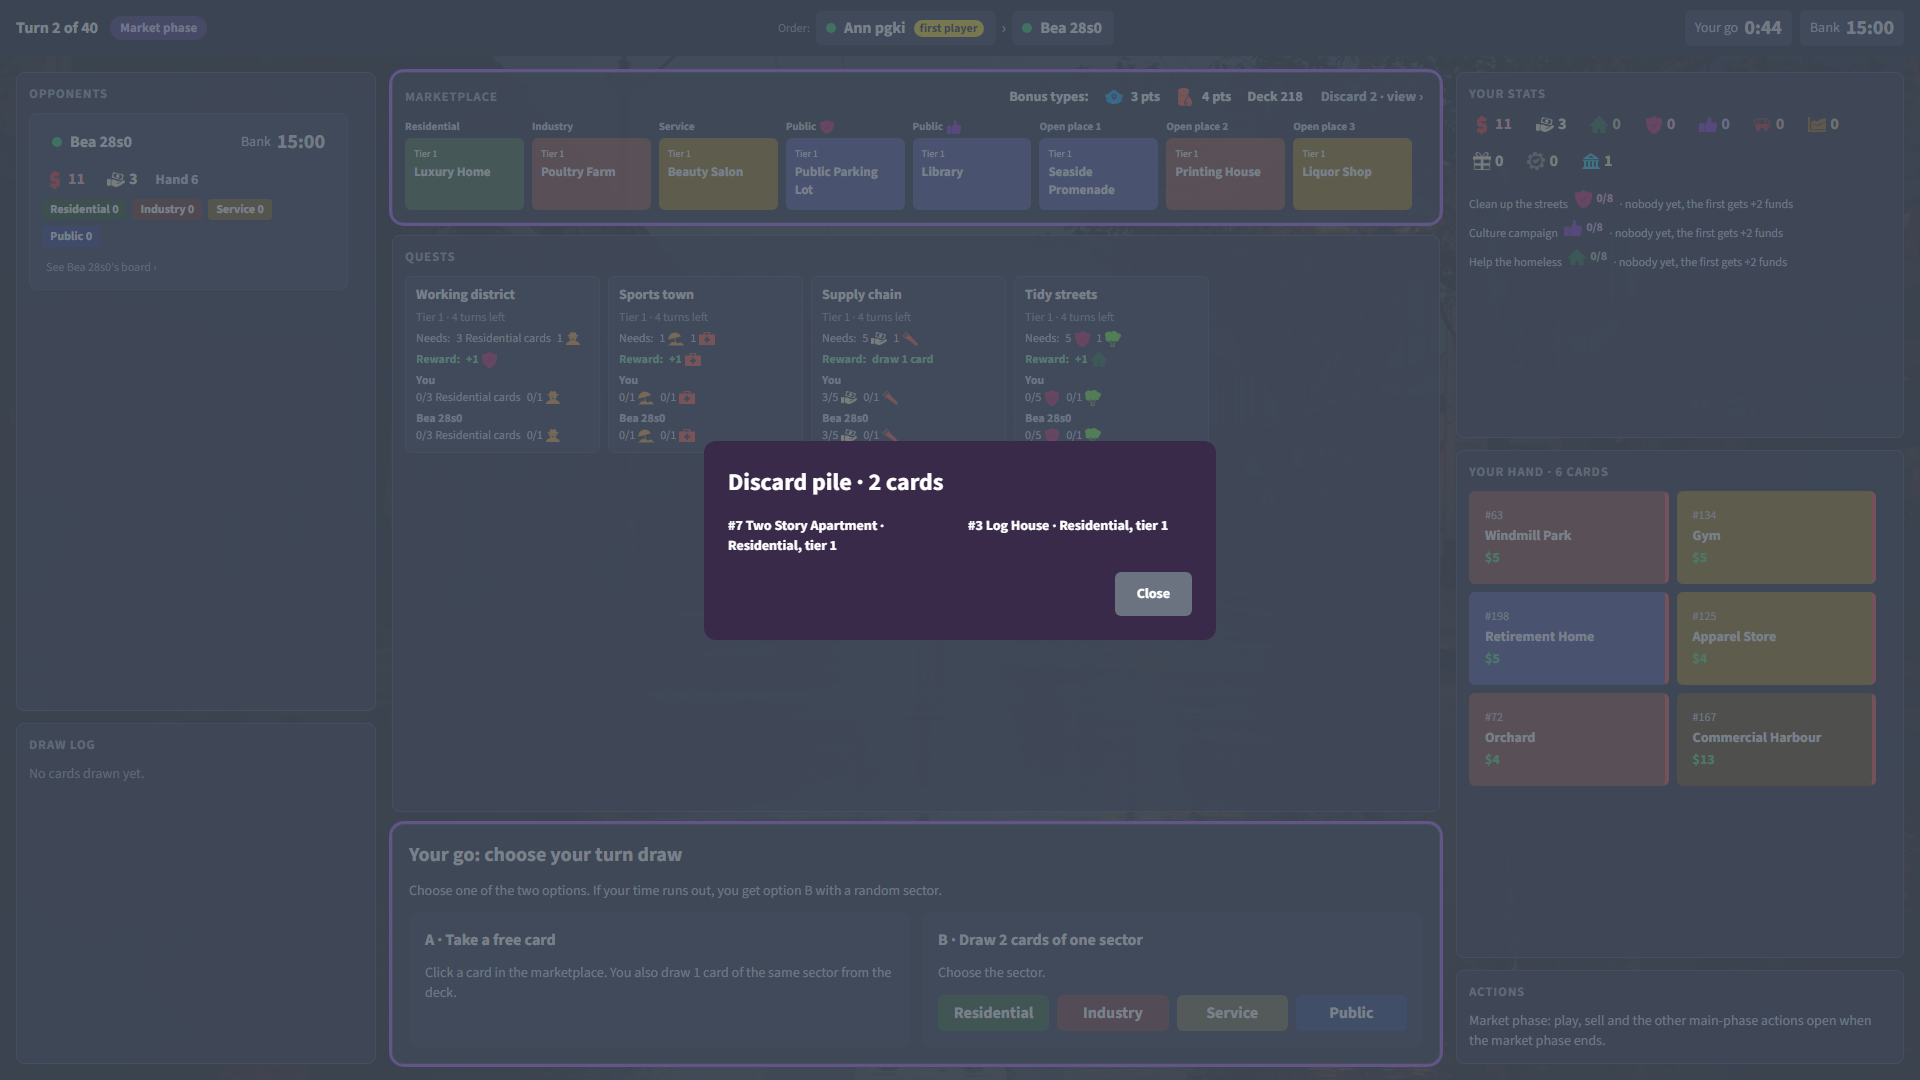 Turn 2 of 40
Market phase
Order:
Ann pgki
first player
›
Bea 28s0
Your go 0:44
Bank 15:00
OPPONENTS
Bea 28s0
Bank 15:00
11
3
Hand 6
Residential 0
Industry 0
Service 0
Public 0
See Bea 28s0's board ›
DRAW LOG
No cards drawn yet.
MARKETPLACE
Bonus types:
3 pts
4 pts
Deck 218
Discard 2 · view ›
Residential
Tier 1
Luxury Home
Industry
Tier 1
Poultry Farm
Service
Tier 1
Beauty Salon
Public
Tier 1
Public Parking
Lot
Public
Tier 1
Library
Open place 1
Tier 1
Seaside
Promenade
Open place 2
Tier 1
Printing House
Open place 3
Tier 1
Liquor Shop
QUESTS
Working district
Tier 1 · 4 turns left
Needs: 3 Residential cards 1
Reward: +1
You
0/3 Residential cards 0/1
Bea 28s0
0/3 Residential cards 0/1
Sports town
Tier 1 · 4 turns left
Needs: 1 1
Reward: +1
You
0/1 0/1
Bea 28s0
0/1 0/1
Supply chain
Tier 1 · 4 turns left
Needs: 5 1
Reward: draw 1 card
You
3/5 0/1
Bea 28s0
3/5 0/1
Tidy streets
Tier 1 · 4 turns left
Needs: 5 1
Reward: +1
You
0/5 0/1
Bea 28s0
0/5 0/1
Discard pile · 2 cards
#7 Two Story Apartment ·
Residential, tier 1
#3 Log House · Residential, tier 1
Close
Your go: choose your turn draw
Choose one of the two options. If your time runs out, you get option B with a random sector.
A · Take a free card
Click a card in the marketplace. You also draw 1 card of the same sector from the
deck.
B · Draw 2 cards of one sector
Choose the sector.
Residential
Industry
Service
Public
YOUR STATS
11
3
0
0
0
0
0
0
0
1
Clean up the streets 0/8 · nobody yet, the first gets +2 funds
Culture campaign 0/8 · nobody yet, the first gets +2 funds
Help the homeless 0/8 · nobody yet, the first gets +2 funds
YOUR HAND · 6 CARDS
#63
Windmill Park
$5
#134
Gym
$5
#198
Retirement Home
$5
#125
Apparel Store
$4
#72
Orchard
$4
#167
Commercial Harbour
$13
ACTIONS
Market phase: play, sell and the other main-phase actions open when
the market phase ends.